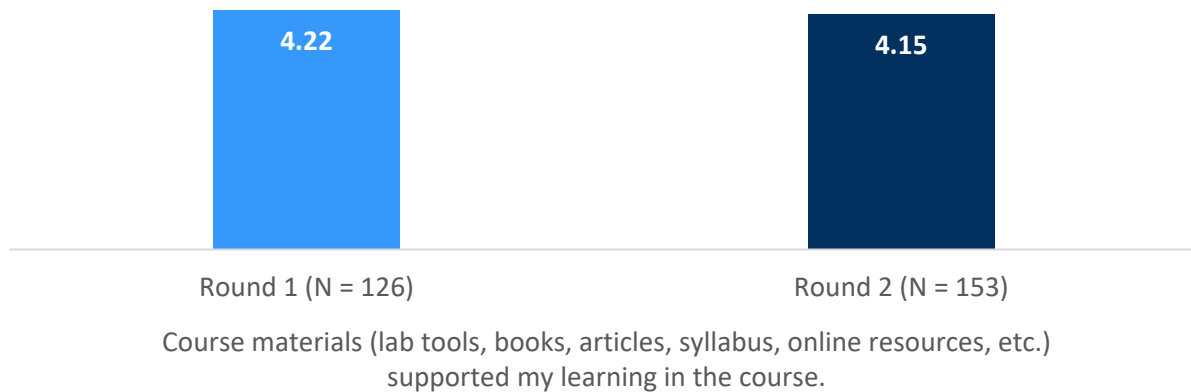 4.22
4.15
Round 1 (N = 126)
Round 2 (N = 153)
Course materials (lab tools, books, articles, syllabus, online resources, etc.)
supported my learning in the course.